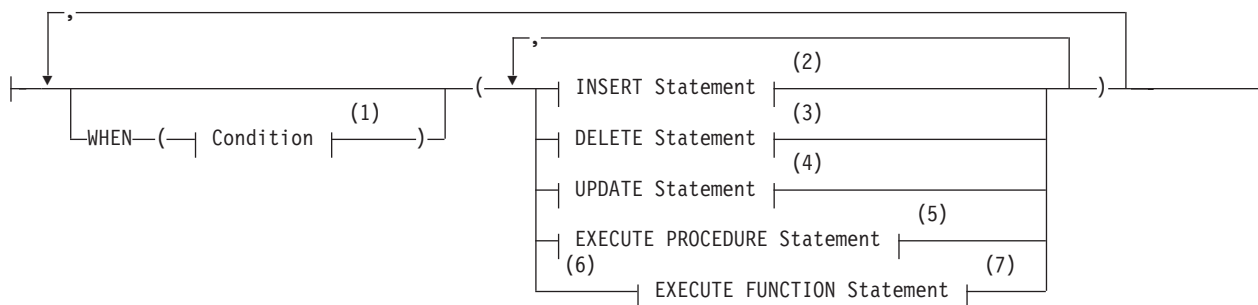 ,
,
(2)
( INSERT Statement )
(1) (3)
WHEN ( Condition ) DELETE Statement
(4)
UPDATE Statement
(5)
EXECUTE PROCEDURE Statement
(6) (7)
EXECUTE FUNCTION Statement